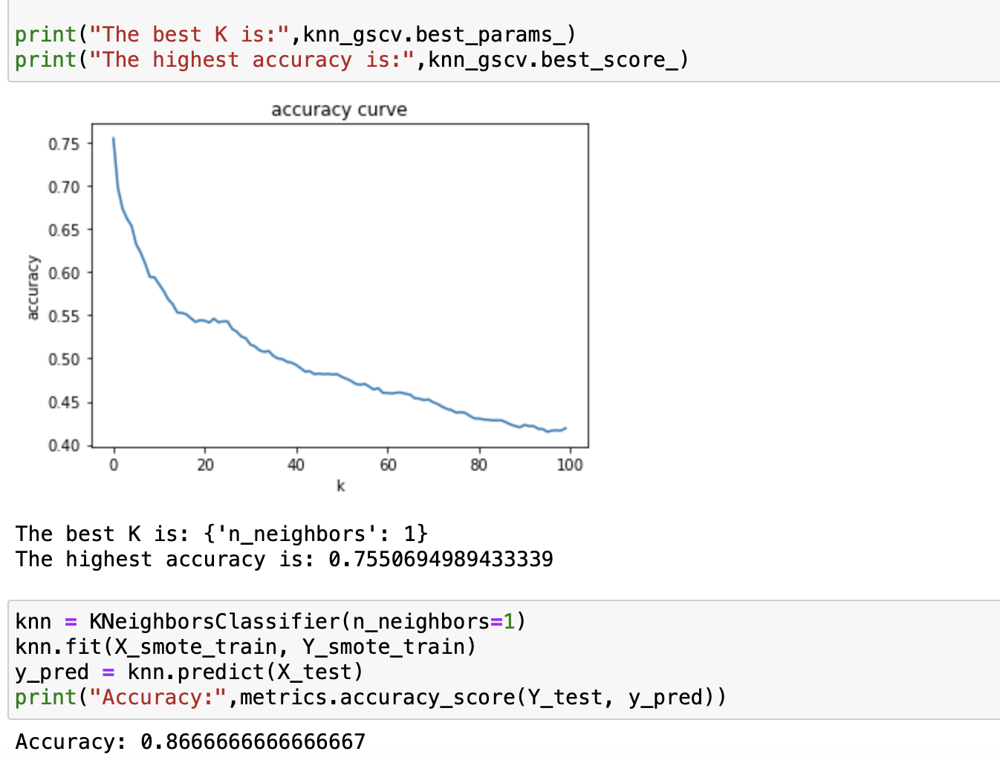 print("The best K is:",knn_gscv.best_params_)
print("The highest accuracy is:",knn_gscv.best_score_)
accuracy curve
0.75
0.70
0.65
0.60
0.55
0.50
0.45
0.40
accuracy
0 20 40 60 80 100
k
The best K is: {'n_neighbors': 1}
The highest accuracy is: 0.7550694989433339
knn = KNeighborsClassifier(n_neighbors=1)
knn.fit(X_smote_train, Y_smote_train)
y_pred = knn.predict(X_test)
print("Accuracy:",metrics.accuracy_score(Y_test, y_pred))
Accuracy: 0.8666666666666667